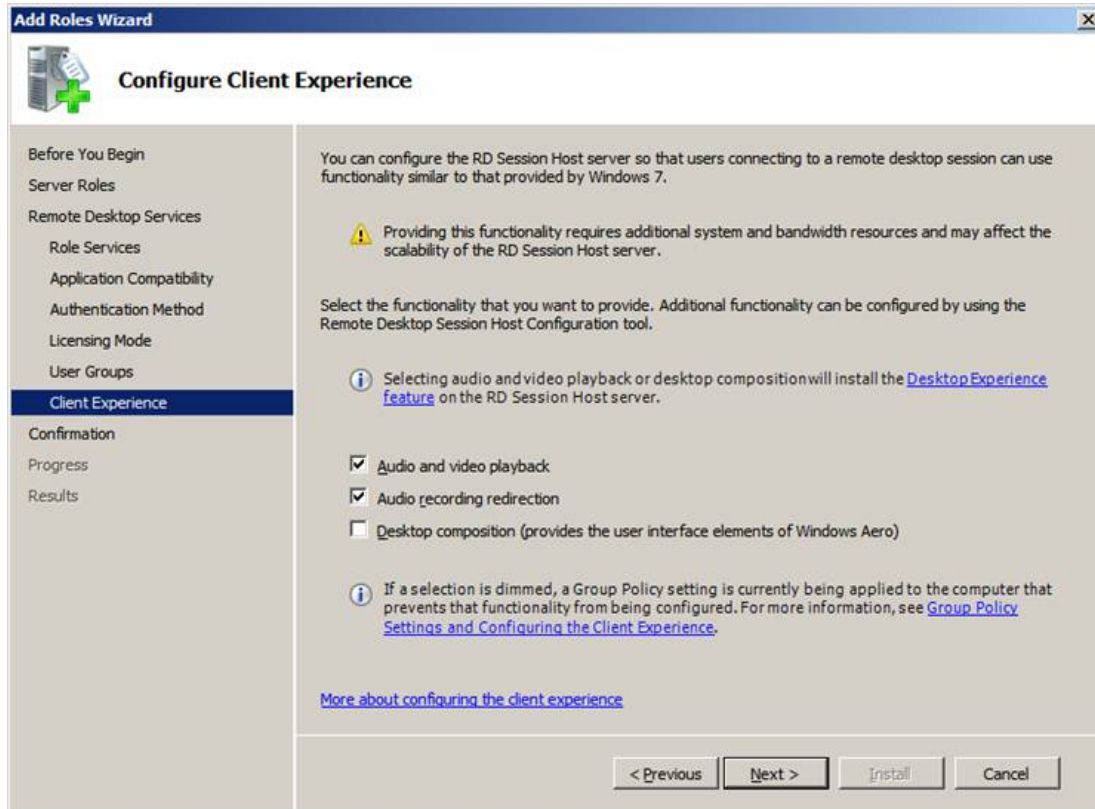 Add Roles Wizard
Configure Client Experience
Before You Begin
Server Roles
Remote Desktop Services
Role Services
Application Compatibility
Authentication Method
Licensing Mode
User Groups
Client Experience
Confirmation
Progress
Results
You can configure the RD Session Host server so that users connecting to a remote desktop session can use
functionality similar to that provided by Windows 7.
Providing this functionality requires additional system and bandwidth resources and may affect the
scalability of the RD Session Host server.
Select the functionality that you want to provide. Additional functionality can be configured by using the
Remote Desktop Session Host Configuration tool.
Selecting audio and video playback or desktop composition will install the Desktop Experience
feature on the RD Session Host server.
Audio and video playback
Audio recording redirection
Desktop composition (provides the user interface elements of Windows Aero)
If a selection is dimmed, a Group Policy setting is currently being applied to the computer that
prevents that functionality from being configured. For more information, see Group Policy
Settings and Configuring the Client Experience.
More about configuring the client experience
< Previous
Next >
Install
Cancel